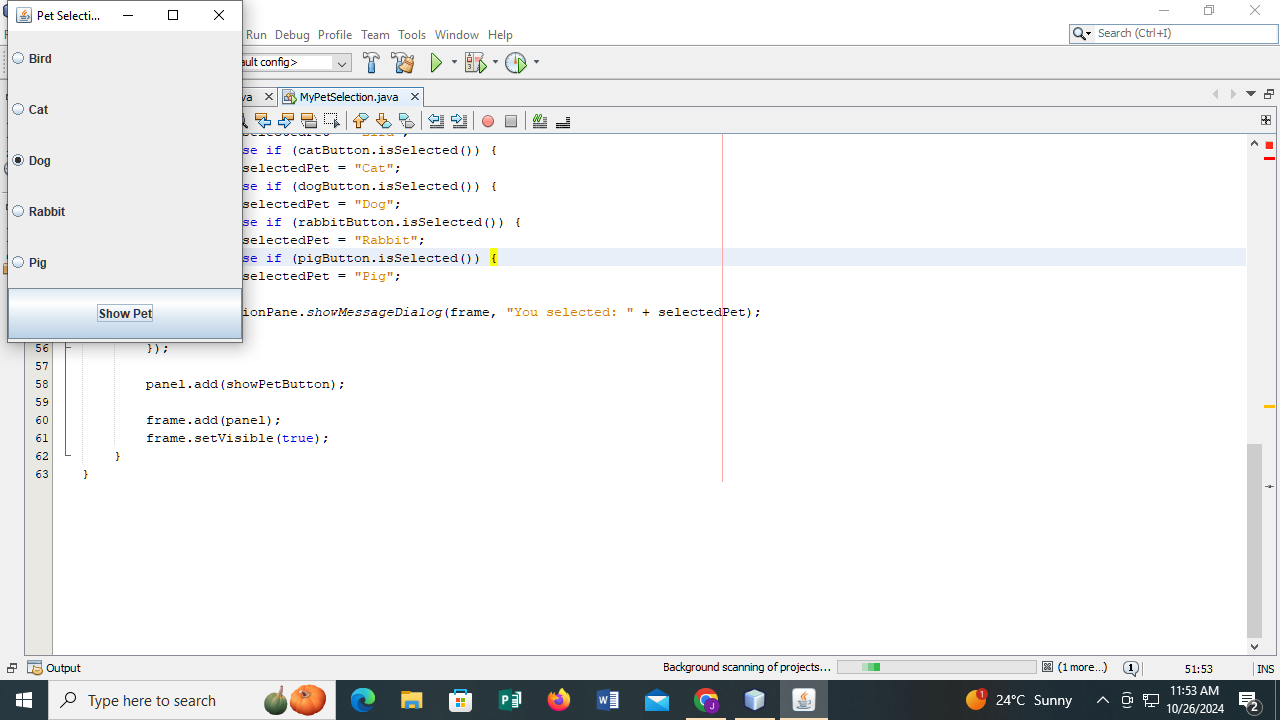 Pet Selecti...
Bird
Cat
Dog
Rabbit
Pig
Show Pet
Run Debug Profile Team Tools Window Help
Search (Ctrl+I)
ault config>
va
MyPetSelection.java
se if (catButton.isSelected()) {
selectedPet = "Cat";
se if (dogButton.isSelected()) {
selectedPet = "Dog";
se if (rabbitButton.isSelected()) {
selectedPet = "Rabbit";
se if (pigButton.isSelected()) {
selectedPet = "Pig";
ionPane.showMessageDialog(frame, "You selected: " + selectedPet);
56 });
57
58 panel.add(showPetButton);
59
60 frame.add(panel);
61 frame.setVisible(true);
62 }
63 }
Output
Background scanning of projects...
(1 more...)
1
51:53
INS
Type here to search
1
24°C Sunny
11:53 AM
10/26/2024
2